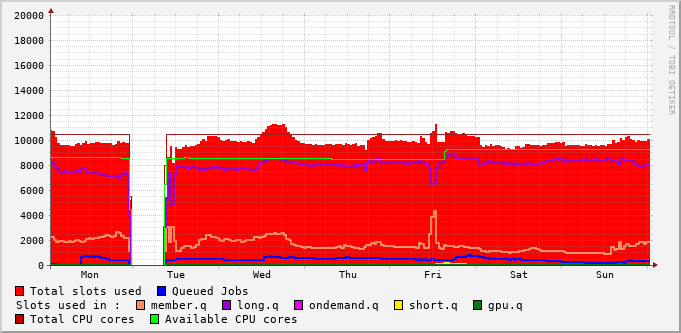 20000
18000
16000
14000
12000
10000
8000
6000
4000
2000
0
Mon Tue Wed Thu Fri Sat Sun
RRDTOOL / TOBI OETIKER
Total slots used Queued Jobs
Slots used in : member.q long.q ondemand.q short.q gpu.q
Total CPU cores Available CPU cores